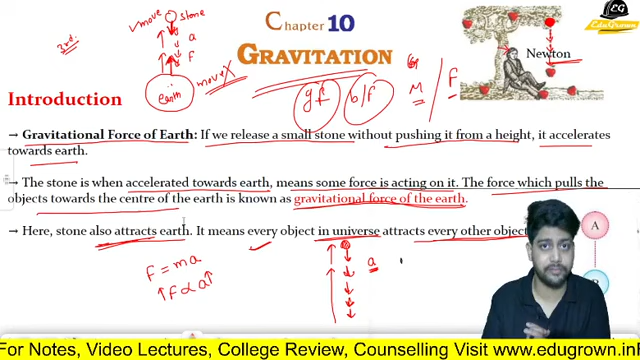 3rd.
move
stone
a
F
Earth
move
Chapter 10
GRAVITATION
gf
b/f
M
F
EG
EduGrown
Newton
Introduction
→ Gravitational Force of Earth: If we release a small stone without pushing it from a height, it accelerates
towards earth.
→ The stone is when accelerated towards earth, means some force is acting on it. The force which pulls the
objects towards the centre of the earth is known as gravitational force of the earth.
→ Here, stone also attracts earth. It means every object in universe attracts every other object
F = ma
↑F ∝ a↑
a
A
For Notes, Video Lectures, College Review, Counselling Visit www.edugrown.in